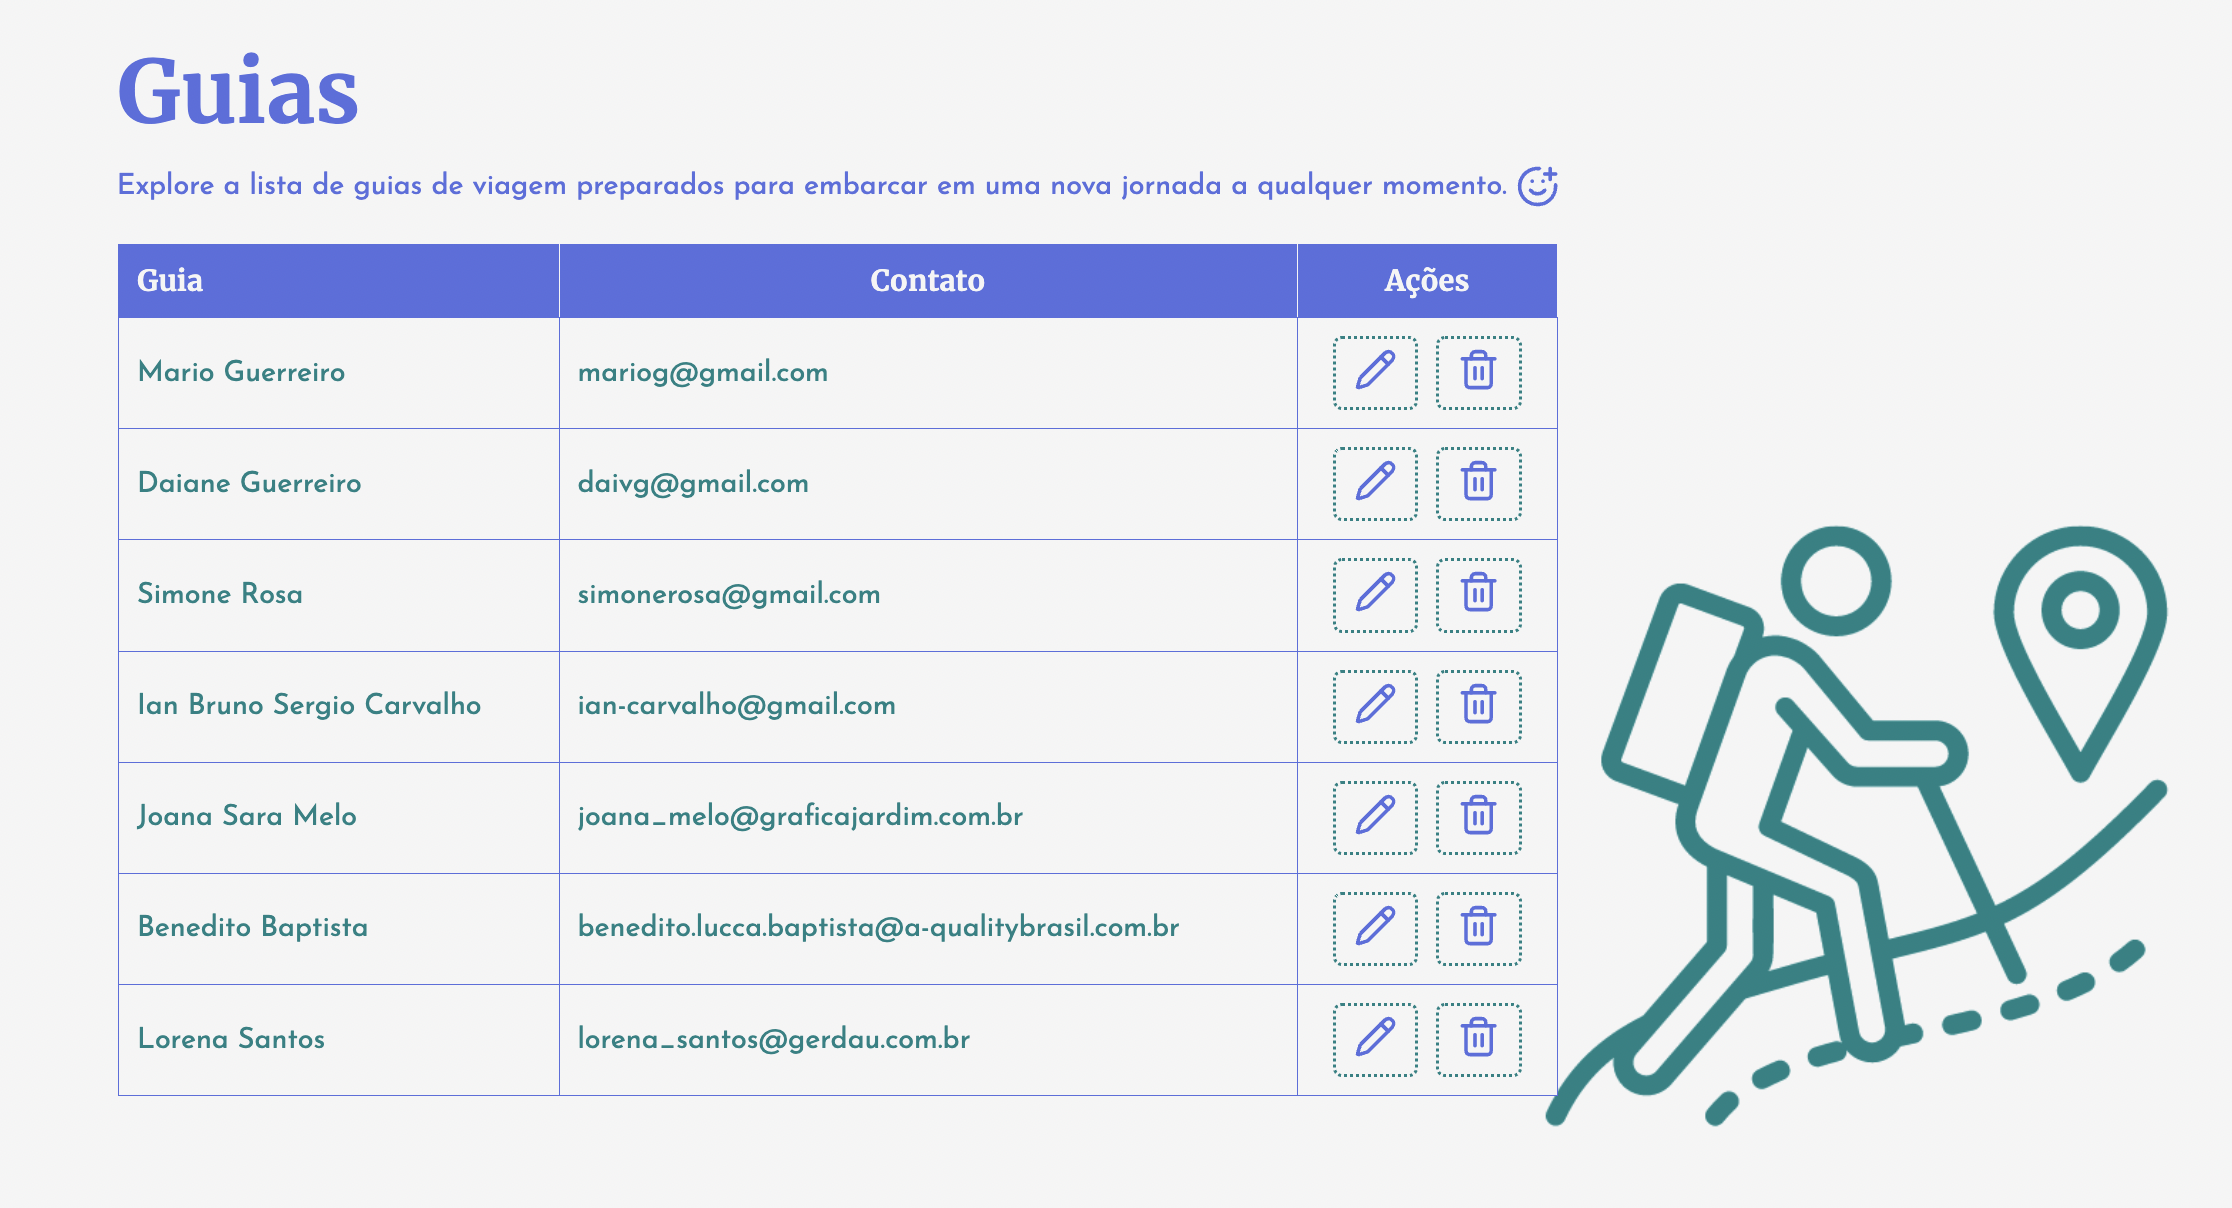 Guias
Explore a lista de guias de viagem preparados para embarcar em uma nova jornada a qualquer momento.
Guia Contato Ações
Mario Guerreiro mariog@gmail.com
Daiane Guerreiro daivg@gmail.com
Simone Rosa simonerosa@gmail.com
Ian Bruno Sergio Carvalho ian-carvalho@gmail.com
Joana Sara Melo joana_melo@graficajardim.com.br
Benedito Baptista benedito.lucca.baptista@a-qualitybrasil.com.br
Lorena Santos lorena_santos@gerdau.com.br